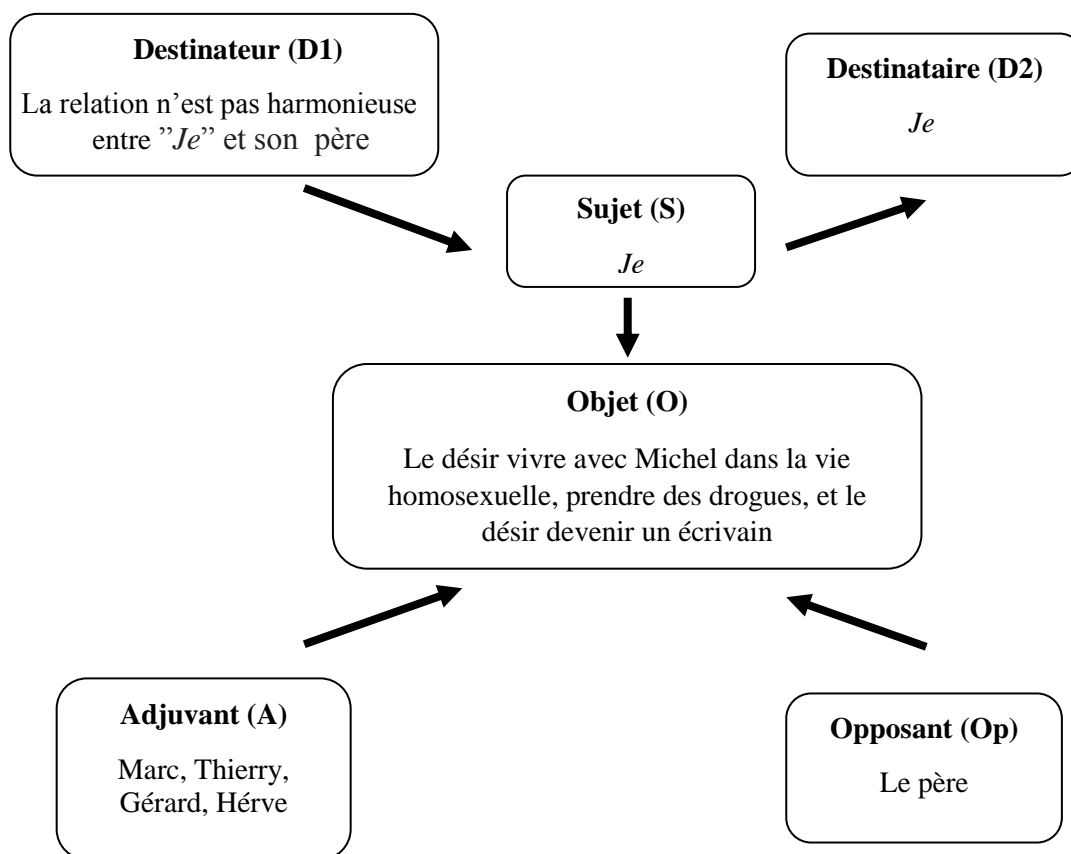 Destinateur (D1)
La relation n’est pas harmonieuse
entre ”Je” et son père
Destinataire (D2)
Je
Sujet (S)
Je
Objet (O)
Le désir vivre avec Michel dans la vie
homosexuelle, prendre des drogues, et le
désir devenir un écrivain
Adjuvant (A)
Marc, Thierry,
Gérard, Hérve
Opposant (Op)
Le père